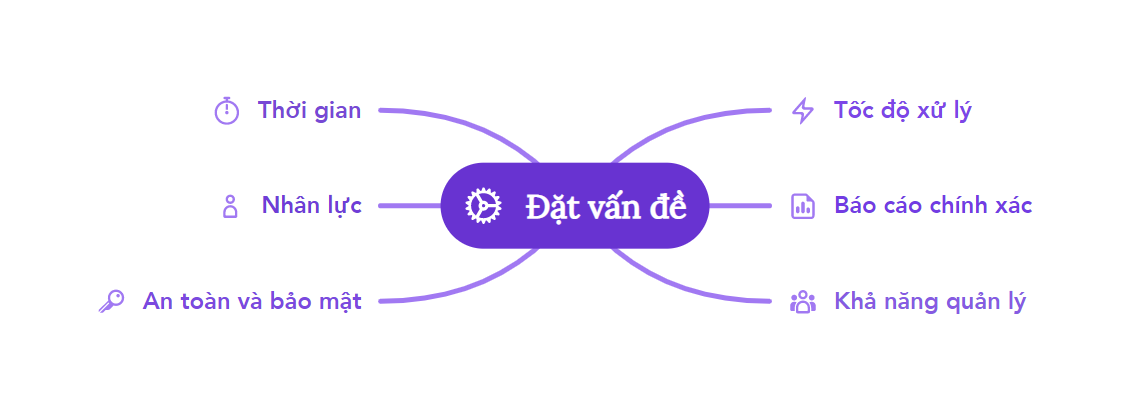 Thời gian
Tốc độ xử lý
Nhân lực
Đặt vấn đề
Báo cáo chính xác
An toàn và bảo mật
Khả năng quản lý